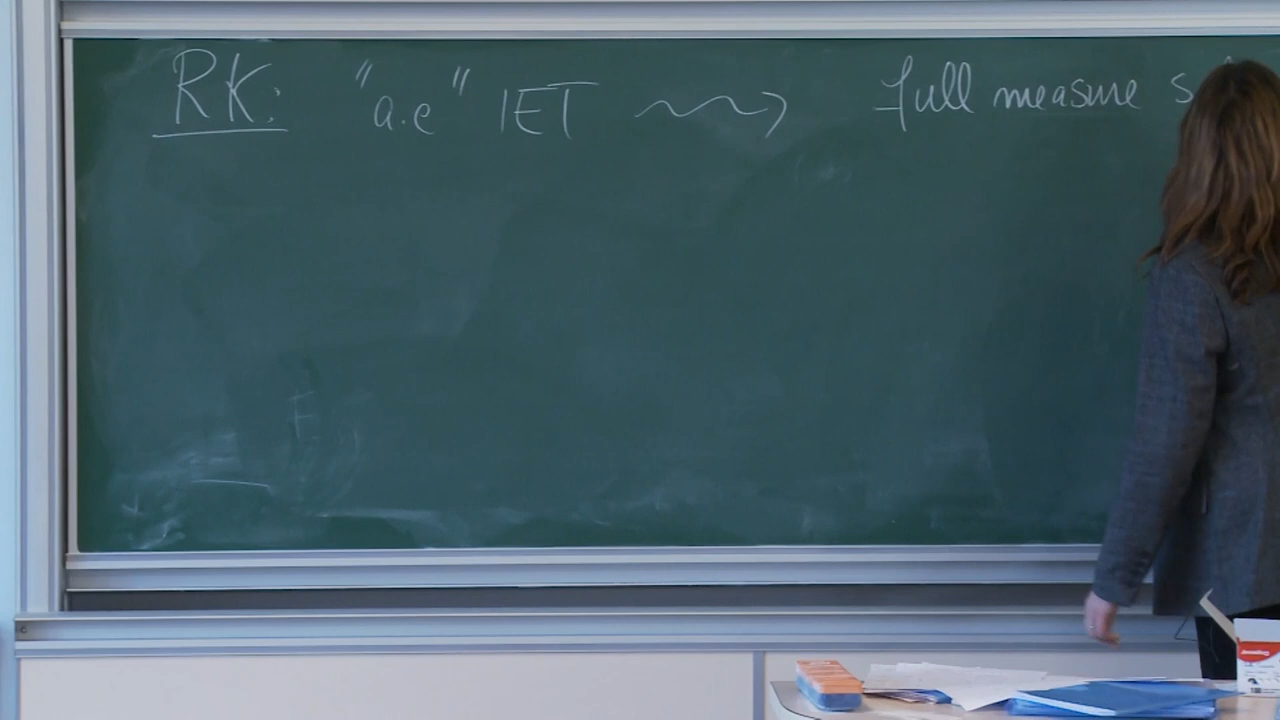 RK: "a.e" IET ⇝ full measure